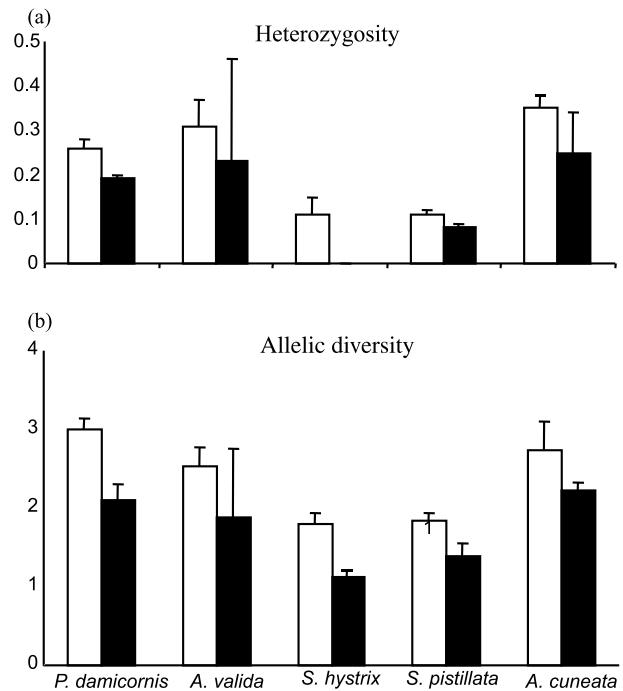 (a)
Heterozygosity
0.5
0.4
0.3
0.2
0.1
0
(b)
Allelic diversity
4
3
2
1
0
P. damicornis A. valida S. hystrix S. pistillata A. cuneata